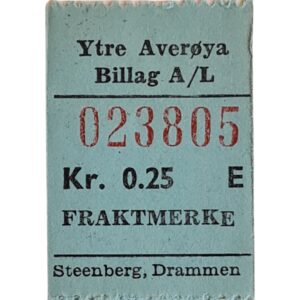 Ytre Averøya
Billag A/L
023805
Kr. 0.25 E
FRAKTMERKE
Steenberg, Drammen